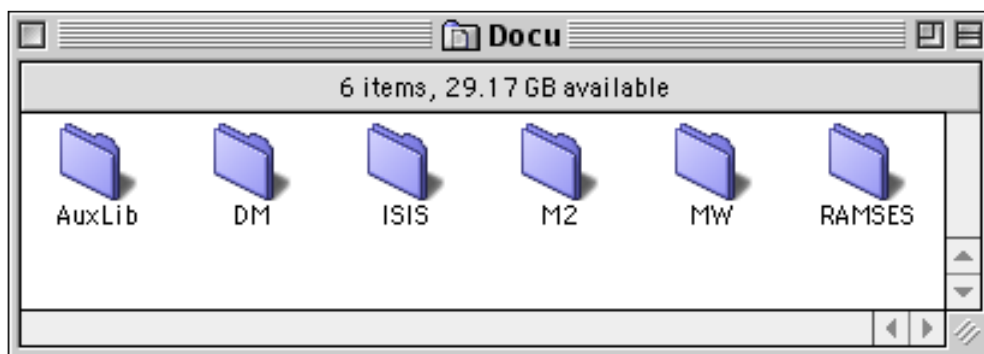 Docu
6 items, 29.17 GB available
AuxLib DM ISIS M2 MW RAMSES